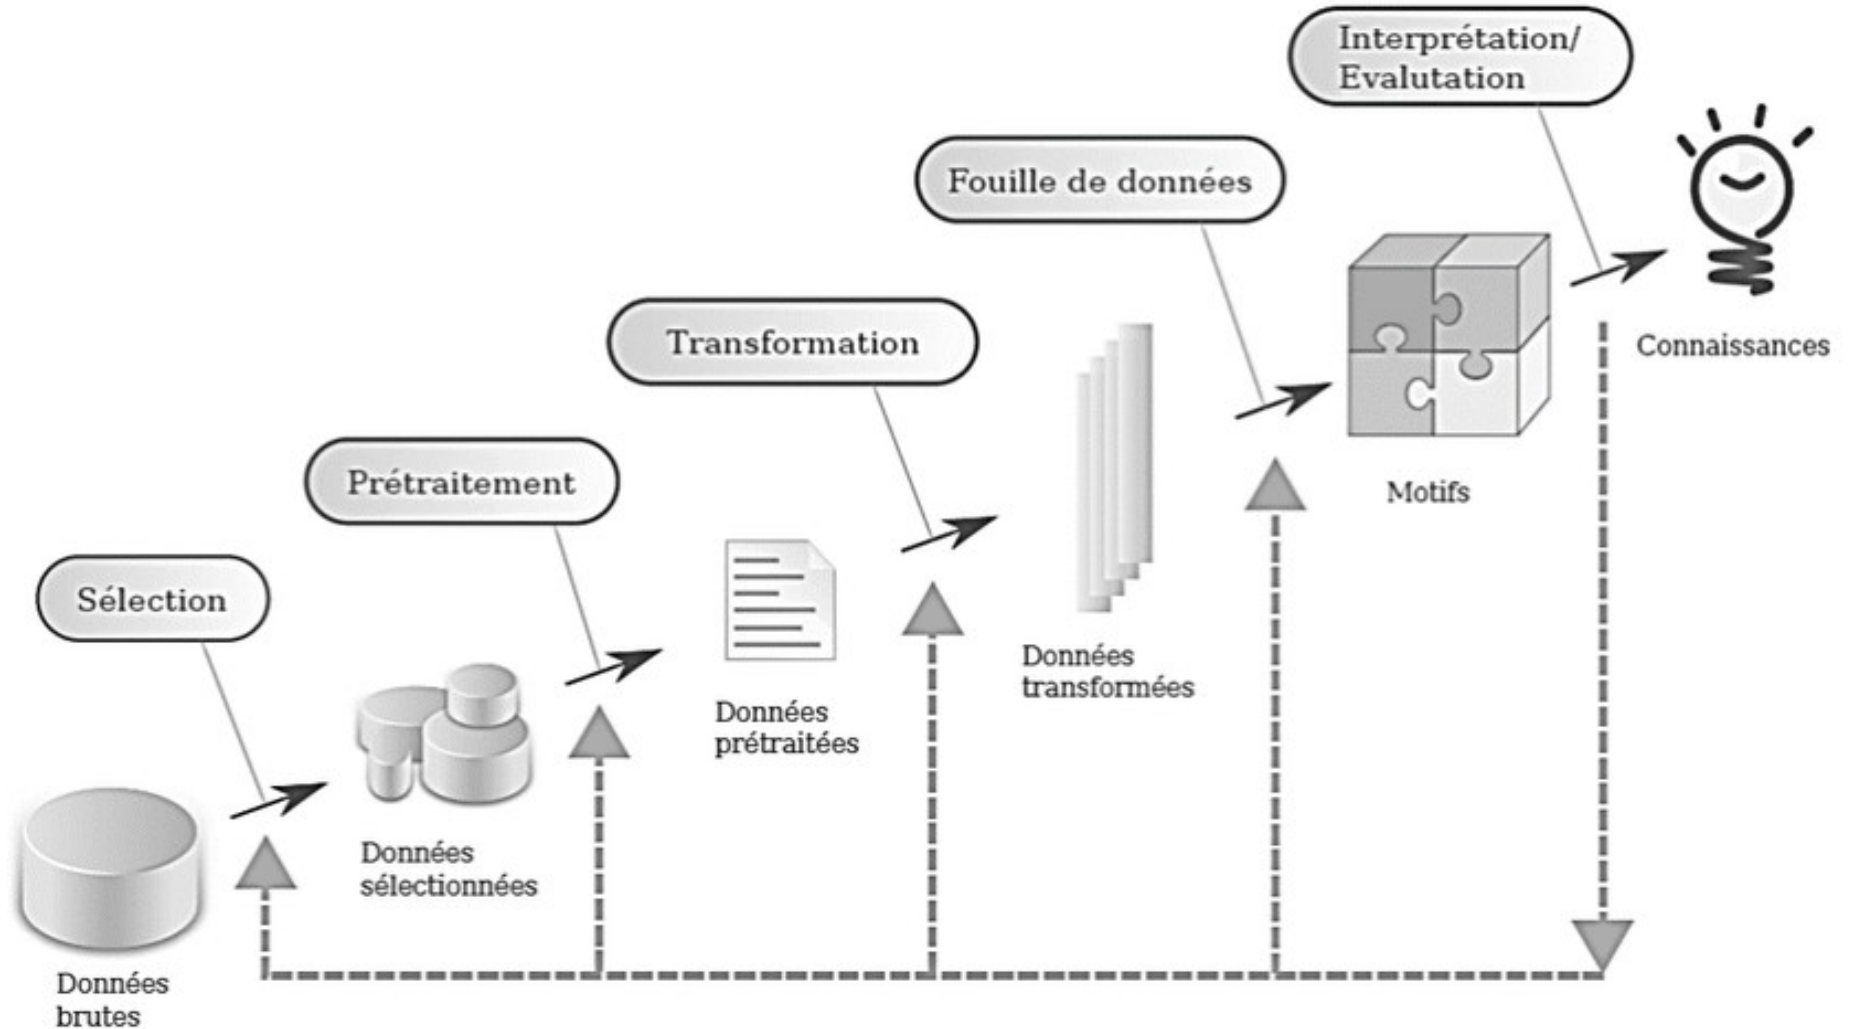 Interprétation/
Evalutation
Fouille de données
Connaissances
Transformation
Motifs
Prétraitement
Sélection
Données
transformées
Données
prétraitées
Données
sélectionnées
Données
brutes